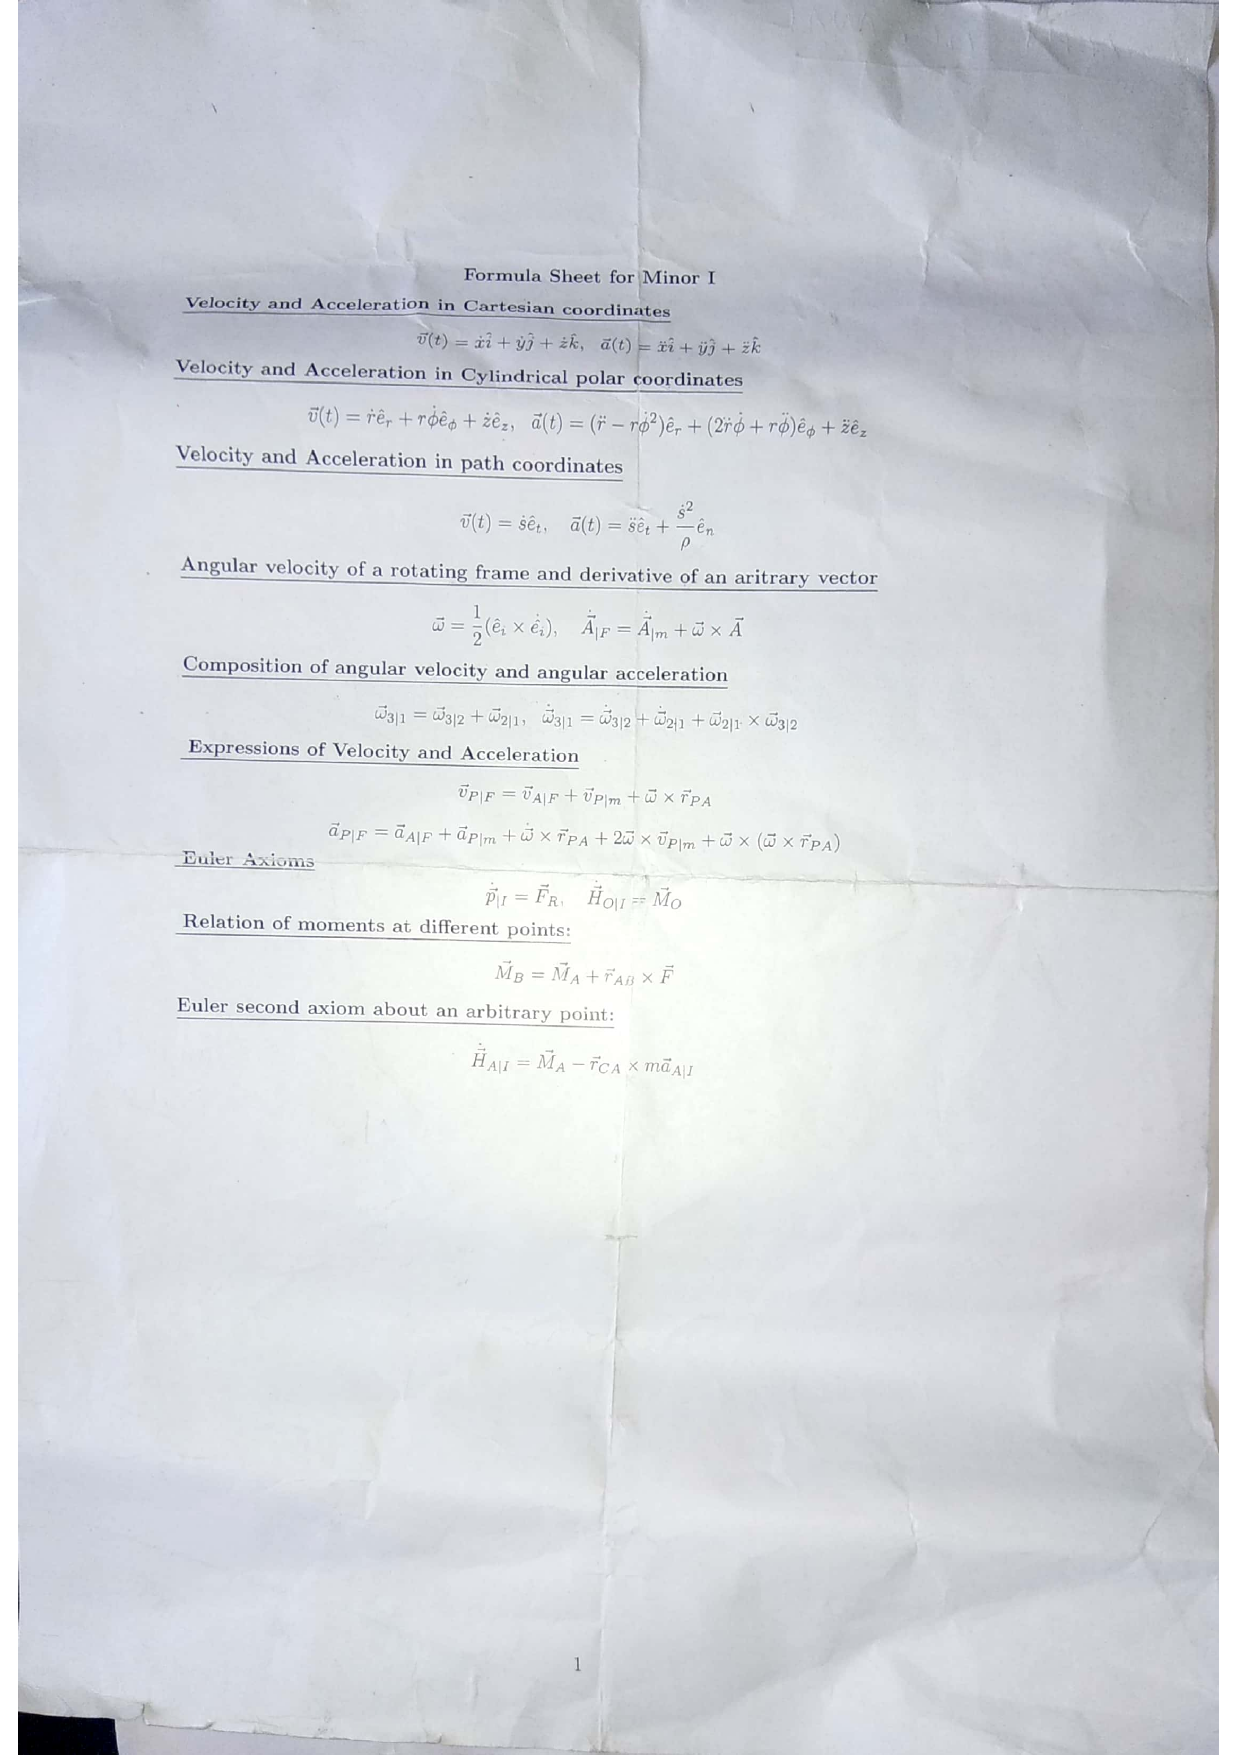 Formula Sheet for Minor I
Velocity and Acceleration in Cartesian coordinates
$\vec{v}(t) = \dot{x}\hat{i} + \dot{y}\hat{j} + \dot{z}\hat{k}, \quad \vec{a}(t) = \ddot{x}\hat{i} + \ddot{y}\hat{j} + \ddot{z}\hat{k}$
Velocity and Acceleration in Cylindrical polar coordinates
$\vec{v}(t) = \dot{r}\hat{e}_r + r\dot{\phi}\hat{e}_\phi + \dot{z}\hat{e}_z, \quad \vec{a}(t) = (\ddot{r} - r\dot{\phi}^2)\hat{e}_r + (2\dot{r}\dot{\phi} + r\ddot{\phi})\hat{e}_\phi + \ddot{z}\hat{e}_z$
Velocity and Acceleration in path coordinates
$\vec{v}(t) = \dot{s}\hat{e}_t, \quad \vec{a}(t) = \ddot{s}\hat{e}_t + \frac{\dot{s}^2}{\rho}\hat{e}_n$
Angular velocity of a rotating frame and derivative of an aritrary vector
$\vec{\omega} = \frac{1}{2}(\hat{e}_i \times \dot{\hat{e}}_i), \quad \dot{\vec{A}}_{|F} = \dot{\vec{A}}_{|m} + \vec{\omega} \times \vec{A}$
Composition of angular velocity and angular acceleration
$\vec{\omega}_{3|1} = \vec{\omega}_{3|2} + \vec{\omega}_{2|1}, \quad \dot{\vec{\omega}}_{3|1} = \dot{\vec{\omega}}_{3|2} + \dot{\vec{\omega}}_{2|1} + \vec{\omega}_{2|1} \times \vec{\omega}_{3|2}$
Expressions of Velocity and Acceleration
$\vec{v}_{P|F} = \vec{v}_{A|F} + \vec{v}_{P|m} + \vec{\omega} \times \vec{r}_{PA}$
$\vec{a}_{P|F} = \vec{a}_{A|F} + \vec{a}_{P|m} + \dot{\vec{\omega}} \times \vec{r}_{PA} + 2\vec{\omega} \times \vec{v}_{P|m} + \vec{\omega} \times (\vec{\omega} \times \vec{r}_{PA})$
Euler Axioms
$\dot{\vec{p}}_{|I} = \vec{F}_R, \quad \dot{\vec{H}}_{O|I} = \vec{M}_O$
Relation of moments at different points:
$\vec{M}_B = \vec{M}_A + \vec{r}_{AB} \times \vec{F}$
Euler second axiom about an arbitrary point:
$\dot{\vec{H}}_{A|I} = \vec{M}_A - \vec{r}_{CA} \times m\vec{a}_{A|I}$
1